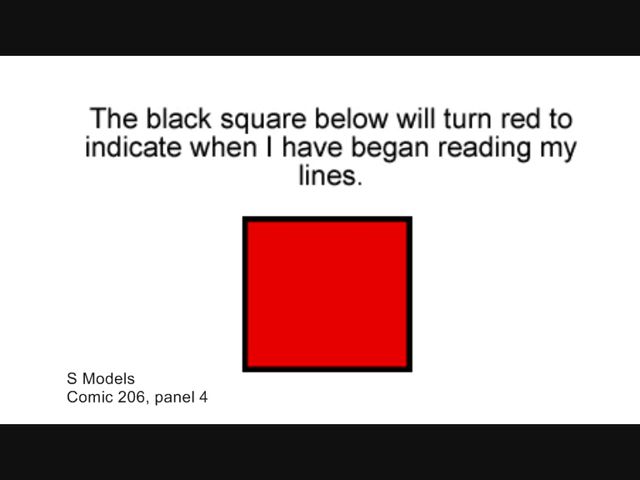 The black square below will turn red to
indicate when I have began reading my
lines.
S Models
Comic 206, panel 4